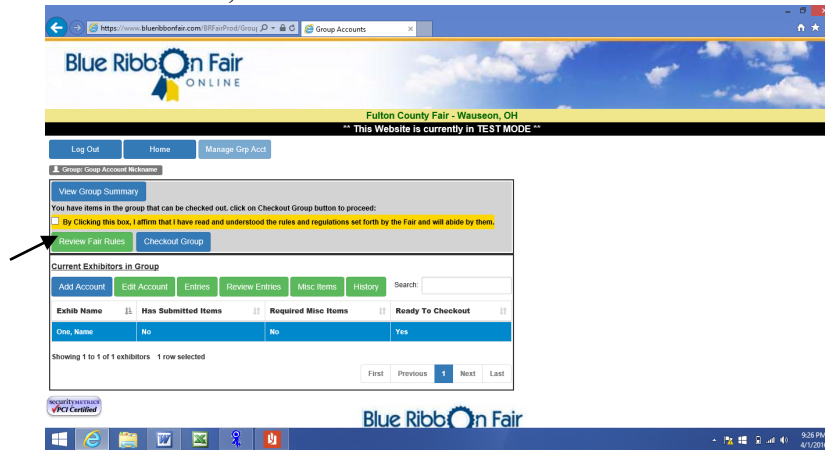 https://www.blueribbonfair.com/BRFairProd/Group
Group Accounts
Blue Ribbon Fair
ONLINE
Fulton County Fair - Wauseon, OH
** This Website is currently in TEST MODE **
Log Out Home Manage Grp Acct
Group: Goup Account Nickname
View Group Summary
You have items in the group that can be checked out. click on Checkout Group button to proceed:
By Clicking this box, I affirm that I have read and understood the rules and regulations set forth by the Fair and will abide by them.
Review Fair Rules Checkout Group
Current Exhibitors in Group
Add Account Edit Account Entries Review Entries Misc Items History Search:
Exhib Name Has Submitted Items Required Misc Items Ready To Checkout
One, Name No No Yes
Showing 1 to 1 of 1 exhibitors 1 row selected
First Previous 1 Next Last
securityMETRICS
PCI Certified
Blue Ribbon Fair
9:26 PM
4/1/2016